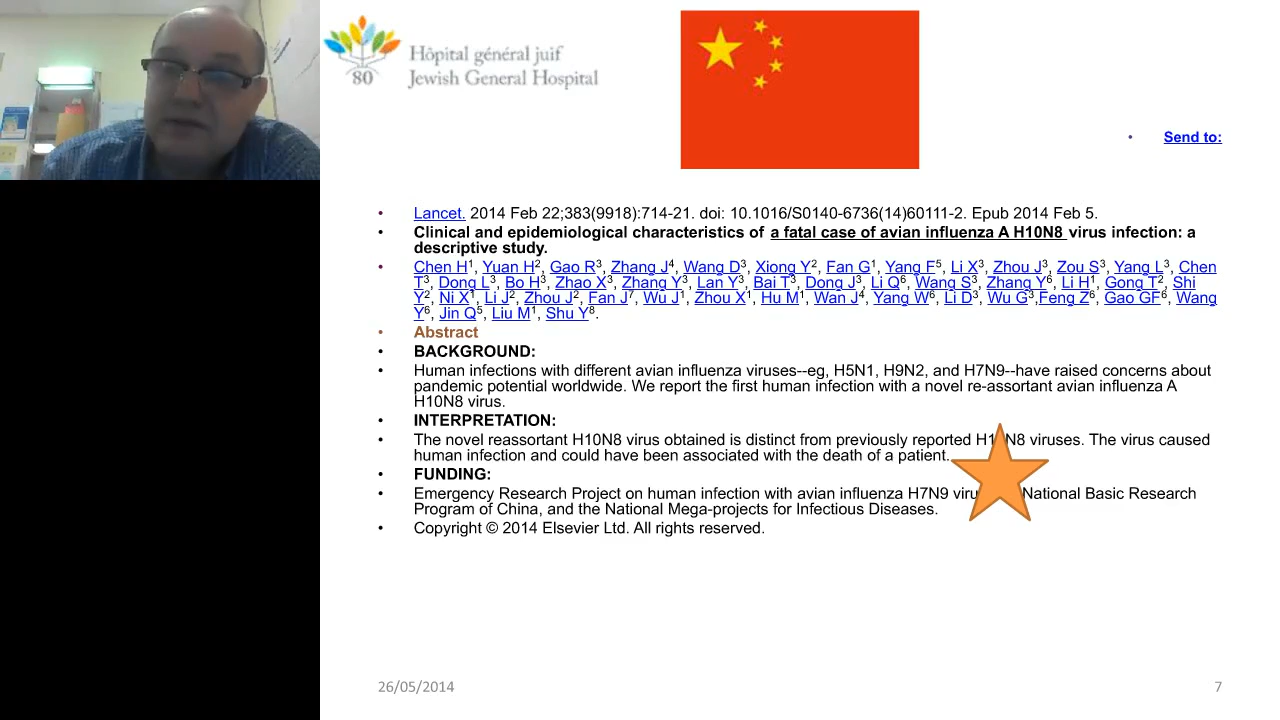 Hôpital général juif
80 Jewish General Hospital
• Send to:
• Lancet. 2014 Feb 22;383(9918):714-21. doi: 10.1016/S0140-6736(14)60111-2. Epub 2014 Feb 5.
• Clinical and epidemiological characteristics of a fatal case of avian influenza A H10N8 virus infection: a
descriptive study.
• Chen H1, Yuan H2, Gao R3, Zhang J4, Wang D3, Xiong Y2, Fan G1, Yang F5, Li X3, Zhou J3, Zou S3, Yang L3, Chen
T3, Dong L3, Bo H3, Zhao X3, Zhang Y3, Lan Y3, Bai T3, Dong J3, Li Q6, Wang S3, Zhang Y6, Li H1, Gong T2, Shi
Y2, Ni X1, Li J2, Zhou J2, Fan J7, Wu J1, Zhou X1, Hu M1, Wan J4, Yang W6, Li D3, Wu G3,Feng Z6, Gao GF6, Wang
Y6, Jin Q5, Liu M1, Shu Y8.
• Abstract
• BACKGROUND:
• Human infections with different avian influenza viruses--eg, H5N1, H9N2, and H7N9--have raised concerns about
pandemic potential worldwide. We report the first human infection with a novel re-assortant avian influenza A
H10N8 virus.
• INTERPRETATION:
• The novel reassortant H10N8 virus obtained is distinct from previously reported H10N8 viruses. The virus caused
human infection and could have been associated with the death of a patient.
• FUNDING:
• Emergency Research Project on human infection with avian influenza H7N9 National Basic Research
Program of China, and the National Mega-projects for Infectious Diseases.
• Copyright © 2014 Elsevier Ltd. All rights reserved.
26/05/2014
7